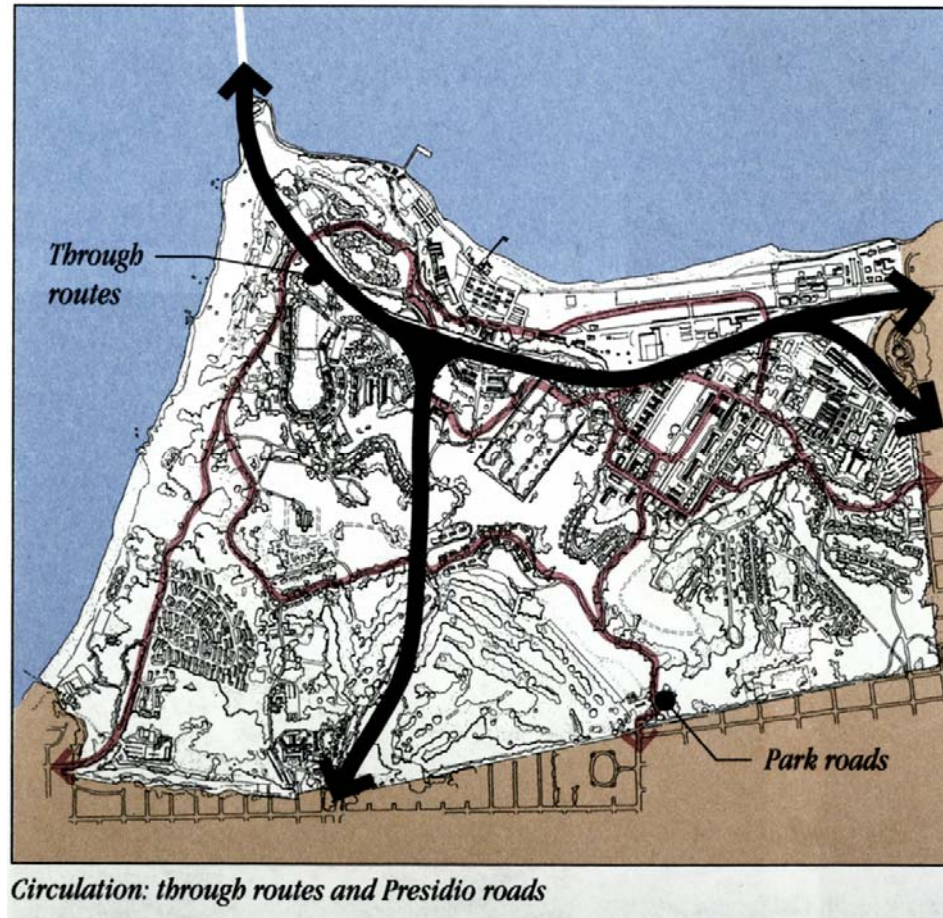 Through
routes
Park roads
Circulation: through routes and Presidio roads